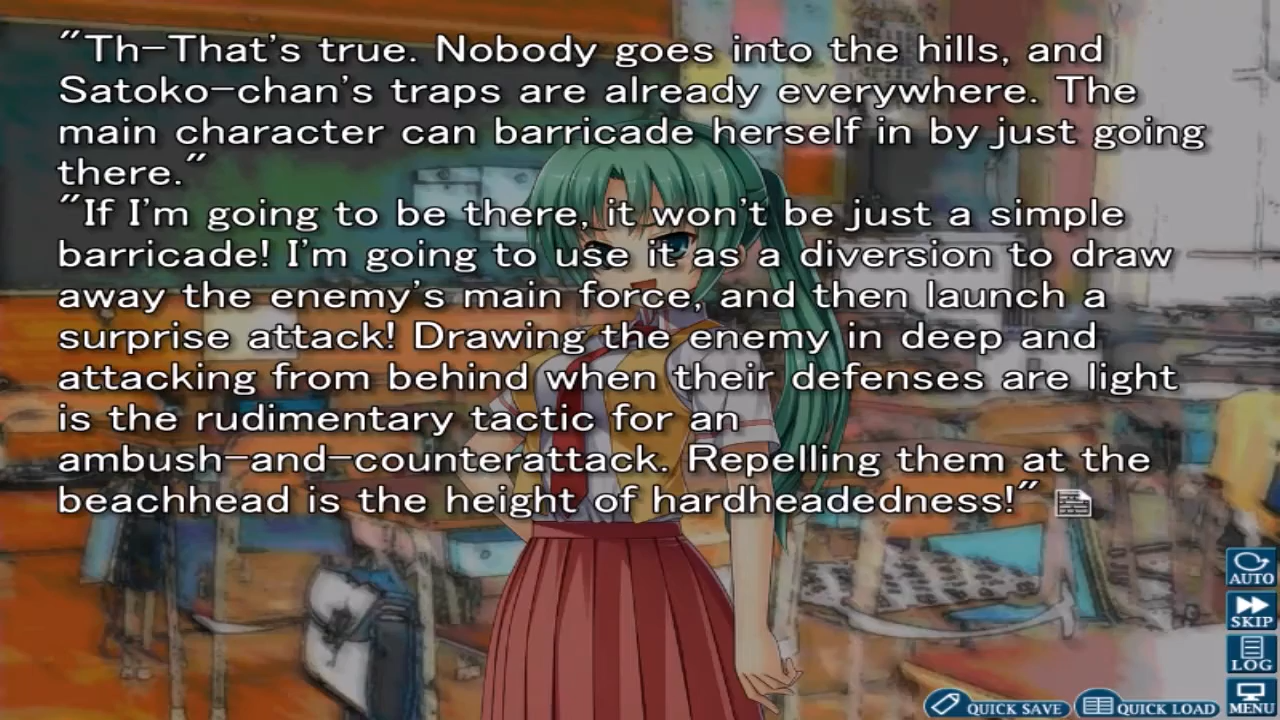 "Th-That's true. Nobody goes into the hills, and
Satoko-chan's traps are already everywhere. The
main character can barricade herself in by just going
there."
"If I'm going to be there, it won't be just a simple
barricade! I'm going to use it as a diversion to draw
away the enemy's main force, and then launch a
surprise attack! Drawing the enemy in deep and
attacking from behind when their defenses are light
is the rudimentary tactic for an
ambush-and-counterattack. Repelling them at the
beachhead is the height of hardheadedness!"
AUTO
SKIP
LOG
MENU
QUICK SAVE
QUICK LOAD